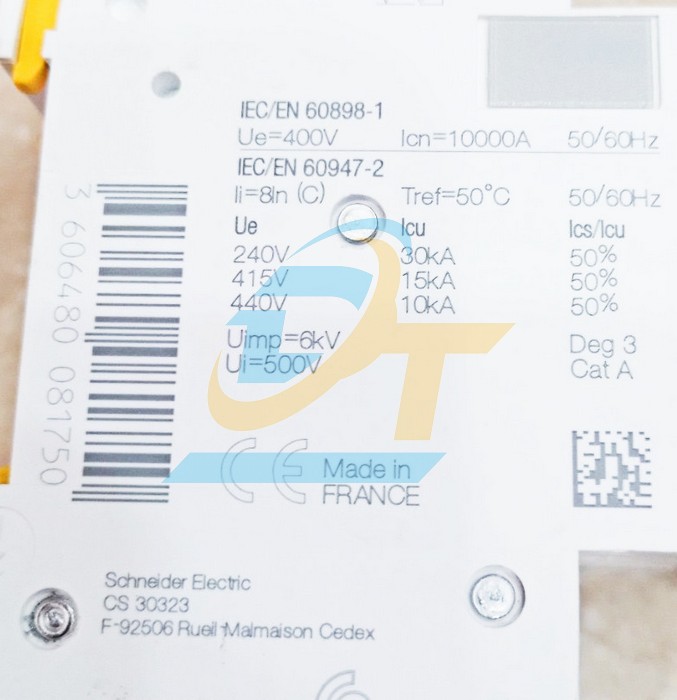 IEC/EN 60898-1
Ue=400V Icn=10000A 50/60Hz
IEC/EN 60947-2
Ii=8In (C) Tref=50°C 50/60Hz
Ue Icu Ics/Icu
240V 30kA 50%
415V 15kA 50%
440V 10kA 50%
Uimp=6kV Deg 3
Ui=500V Cat A
3 606480 081750
DT
CE Made in
FRANCE
Schneider Electric
CS 30323
F-92506 Rueil-Malmaison Cedex